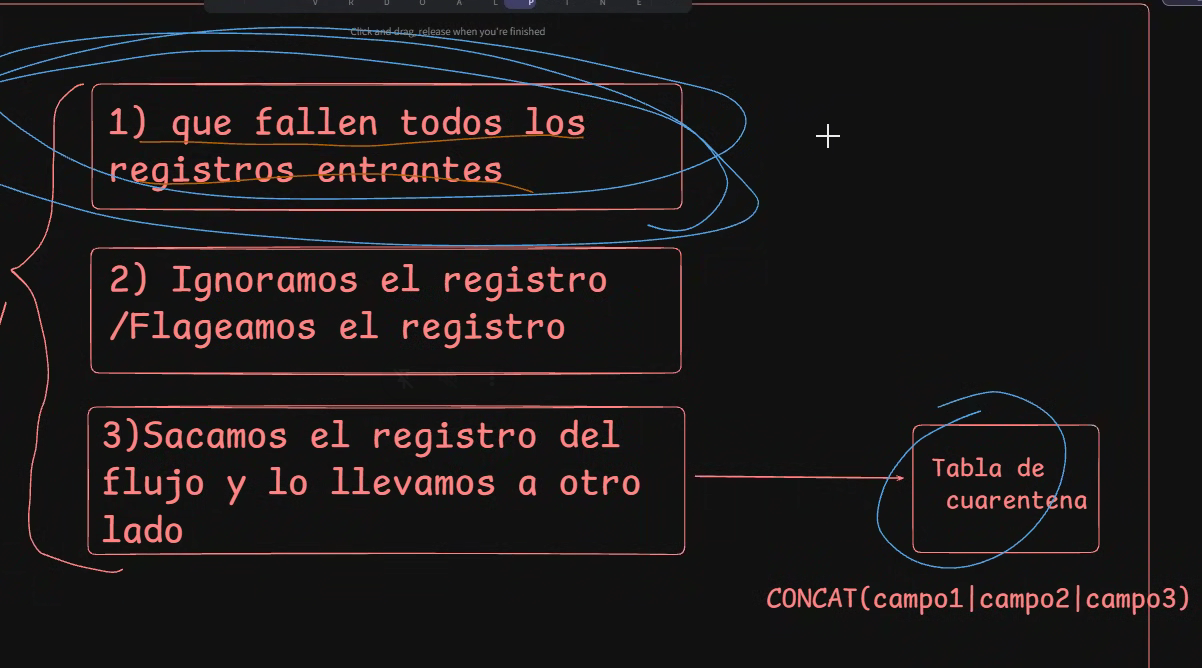 V R D O A L P T N E
Click and drag, release when you're finished
1) que fallen todos los
registros entrantes
2) Ignoramos el registro
/Flageamos el registro
3)Sacamos el registro del
flujo y lo llevamos a otro
lado
Tabla de
cuarentena
CONCAT(campo1|campo2|campo3)